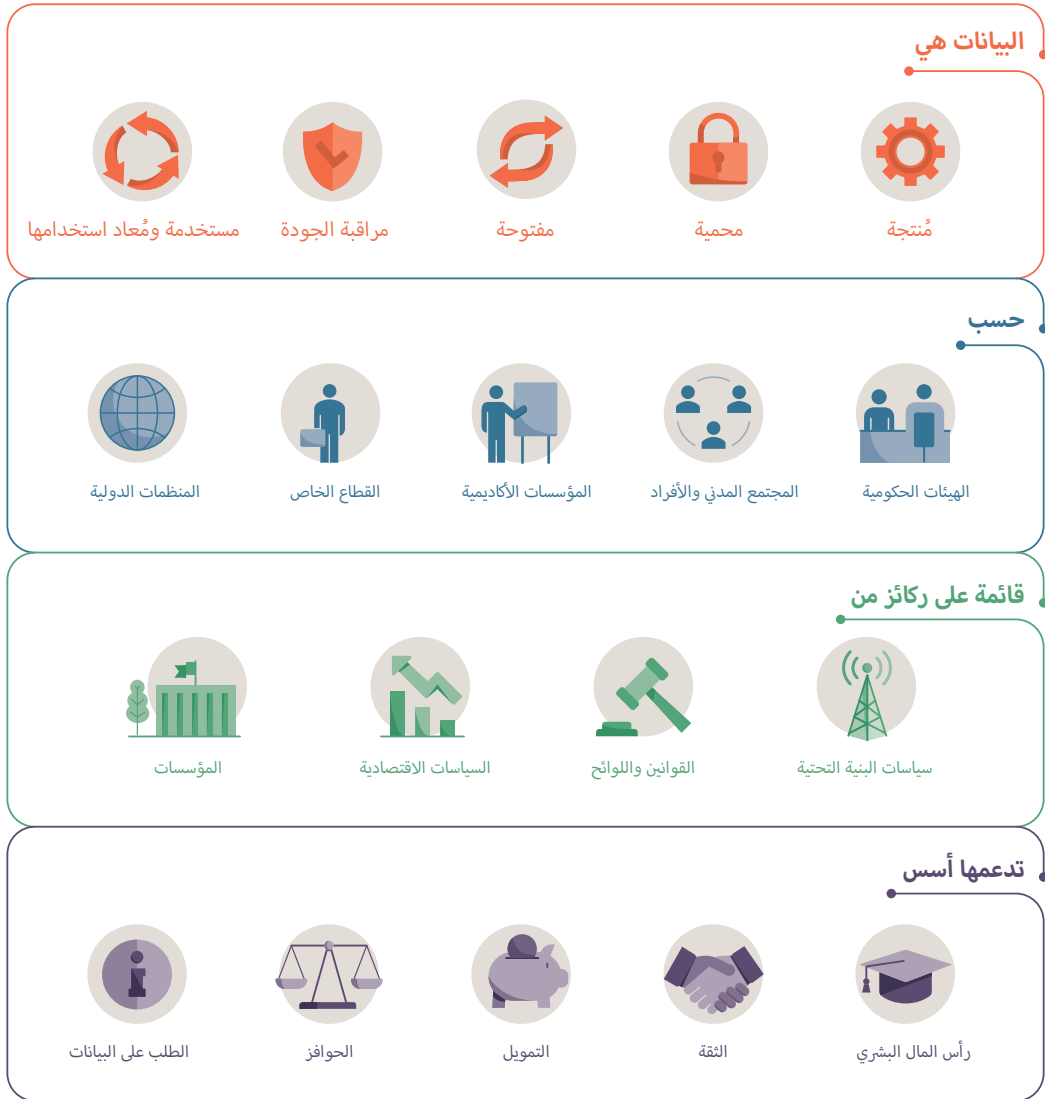 البيانات هي
مُنتجة
محمية
مفتوحة
مراقبة الجودة
مستخدمة ومُعاد استخدامها
حسب
الهيئات الحكومية
المجتمع المدني والأفراد
المؤسسات الأكاديمية
القطاع الخاص
المنظمات الدولية
قائمة على ركائز من
سياسات البنية التحتية
القوانين واللوائح
السياسات الاقتصادية
المؤسسات
تدعمها أسس
رأس المال البشري
الثقة
التمويل
الحوافز
الطلب على البيانات